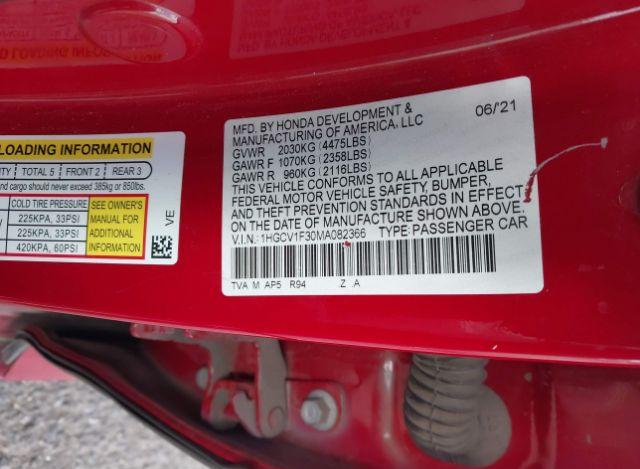 LOADING INFORMATION
ITY TOTAL 5 FRONT 2 REAR 3
and cargo should never exceed 385kg or 850lbs.
COLD TIRE PRESSURE
225KPA, 33PSI
225KPA, 33PSI
420KPA, 60PSI
SEE OWNER'S
MANUAL FOR
ADDITIONAL
INFORMATION
VE
MFD. BY HONDA DEVELOPMENT & 06/'21
MANUFACTURING OF AMERICA, LLC
GVWR 2030KG (4475LBS)
GAWR F 1070KG (2358LBS)
GAWR R 960KG (2116LBS)
THIS VEHICLE CONFORMS TO ALL APPLICABLE
FEDERAL MOTOR VEHICLE SAFETY, BUMPER,
AND THEFT PREVENTION STANDARDS IN EFFECT
ON THE DATE OF MANUFACTURE SHOWN ABOVE.
V.I.N.:1HGCV1F30MA082366 TYPE:PASSENGER CAR
TVA M AP5 R94 .Z .A